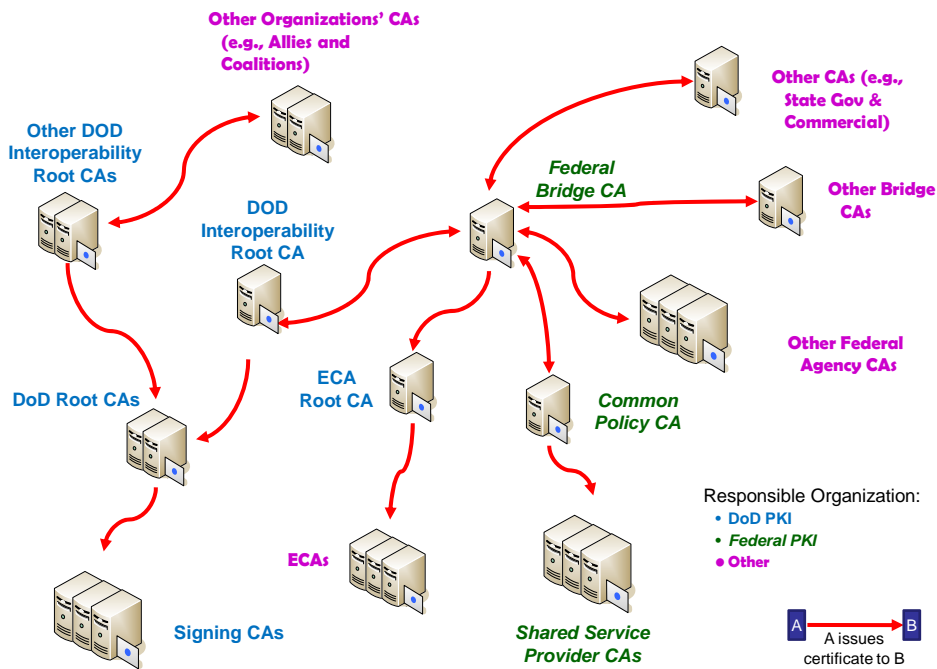 Other Organizations' CAs
(e.g., Allies and
Coalitions)
Other CAs (e.g.,
State Gov &
Commercial)
Other DOD
Interoperability
Root CAs
Federal
Bridge CA
Other Bridge
CAs
DOD
Interoperability
Root CA
Other Federal
Agency CAs
ECA
Root CA
DoD Root CAs
Common
Policy CA
Responsible Organization:
• DoD PKI
• Federal PKI
• Other
ECAs
Signing CAs
Shared Service
Provider CAs
A
B
A issues
certificate to B